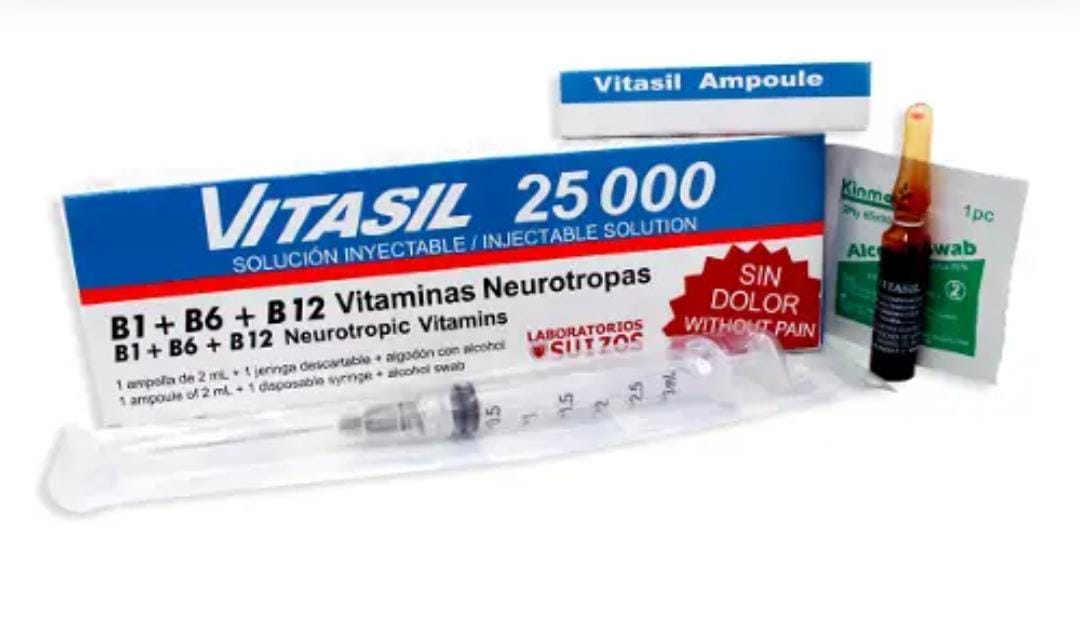 Vitasil Ampoule
VITASIL 25 000
SOLUCIÓN INYECTABLE / INJECTABLE SOLUTION
B1 + B6 + B12 Vitaminas Neurotropas
B1 + B6 + B12 Neurotropic Vitamins
1 ampolla de 2 mL + 1 jeringa descartable + algodón con alcohol
1 ampoule of 2 mL + 1 disposable syringe + alcohol swab
LABORATORIOS
SUIZOS
SIN
DOLOR
WITHOUT PAIN
1pc
2
0.5
1
1.5
2
2.5
3mL